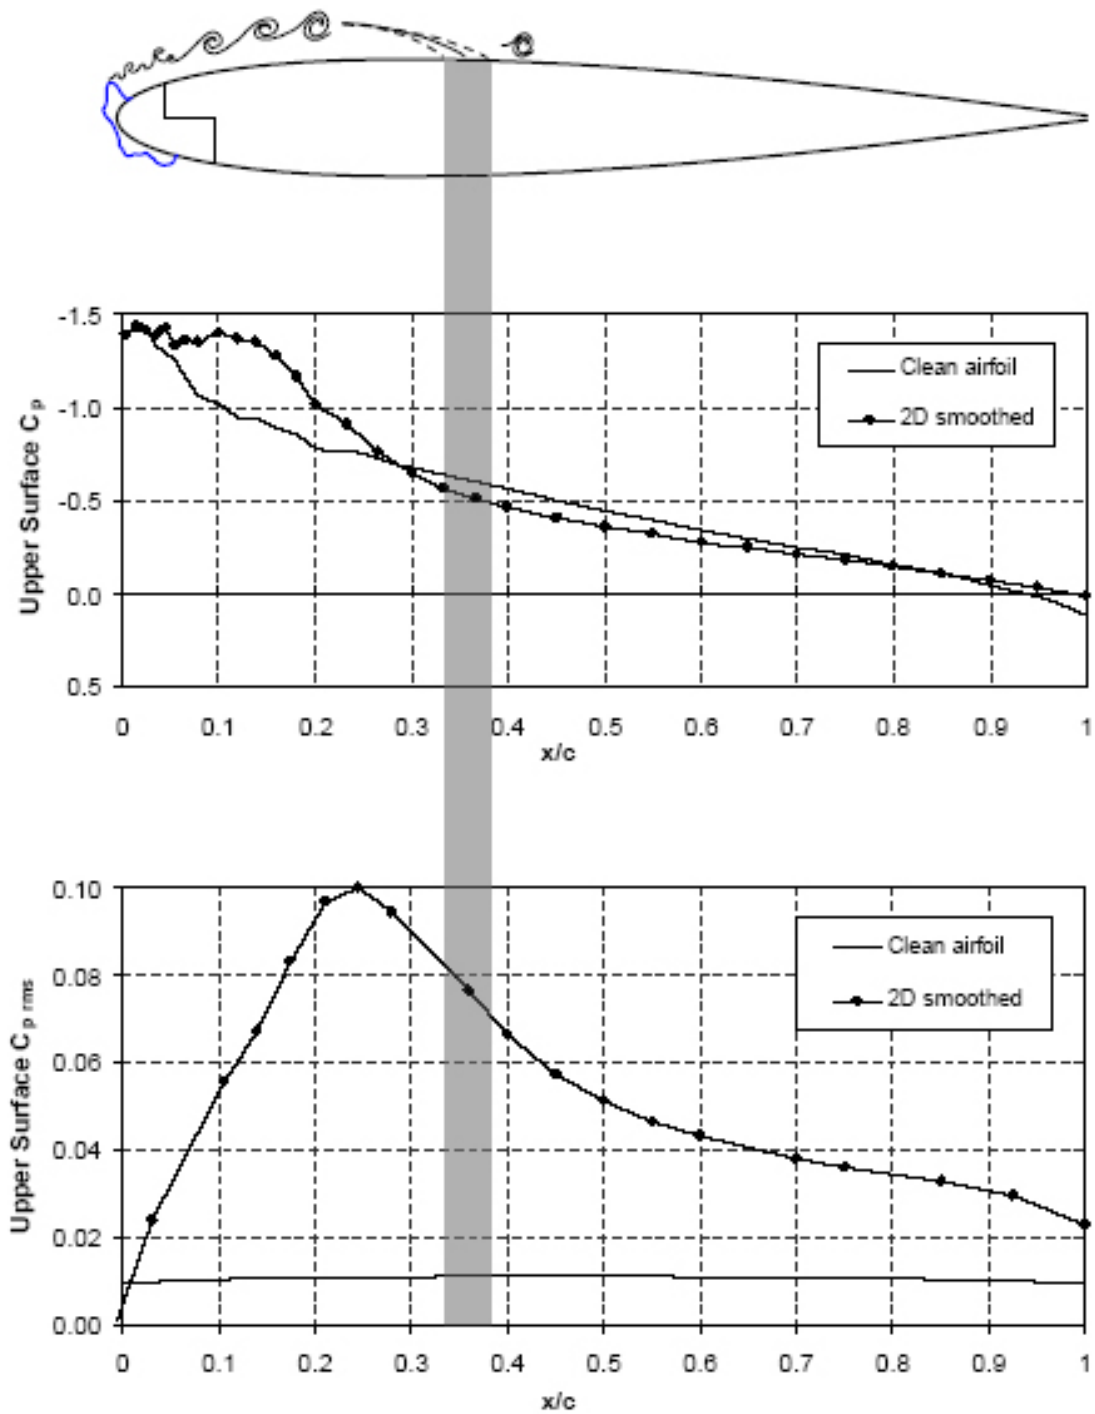 -1.5
-1.0
-0.5
0.0
0.5
Upper Surface Cp
Clean airfoil
2D smoothed
0 0.1 0.2 0.3 0.4 0.5 0.6 0.7 0.8 0.9 1
x/c
0.10
0.08
0.06
0.04
0.02
0.00
Upper Surface Cp rms
Clean airfoil
2D smoothed
0 0.1 0.2 0.3 0.4 0.5 0.6 0.7 0.8 0.9 1
x/c